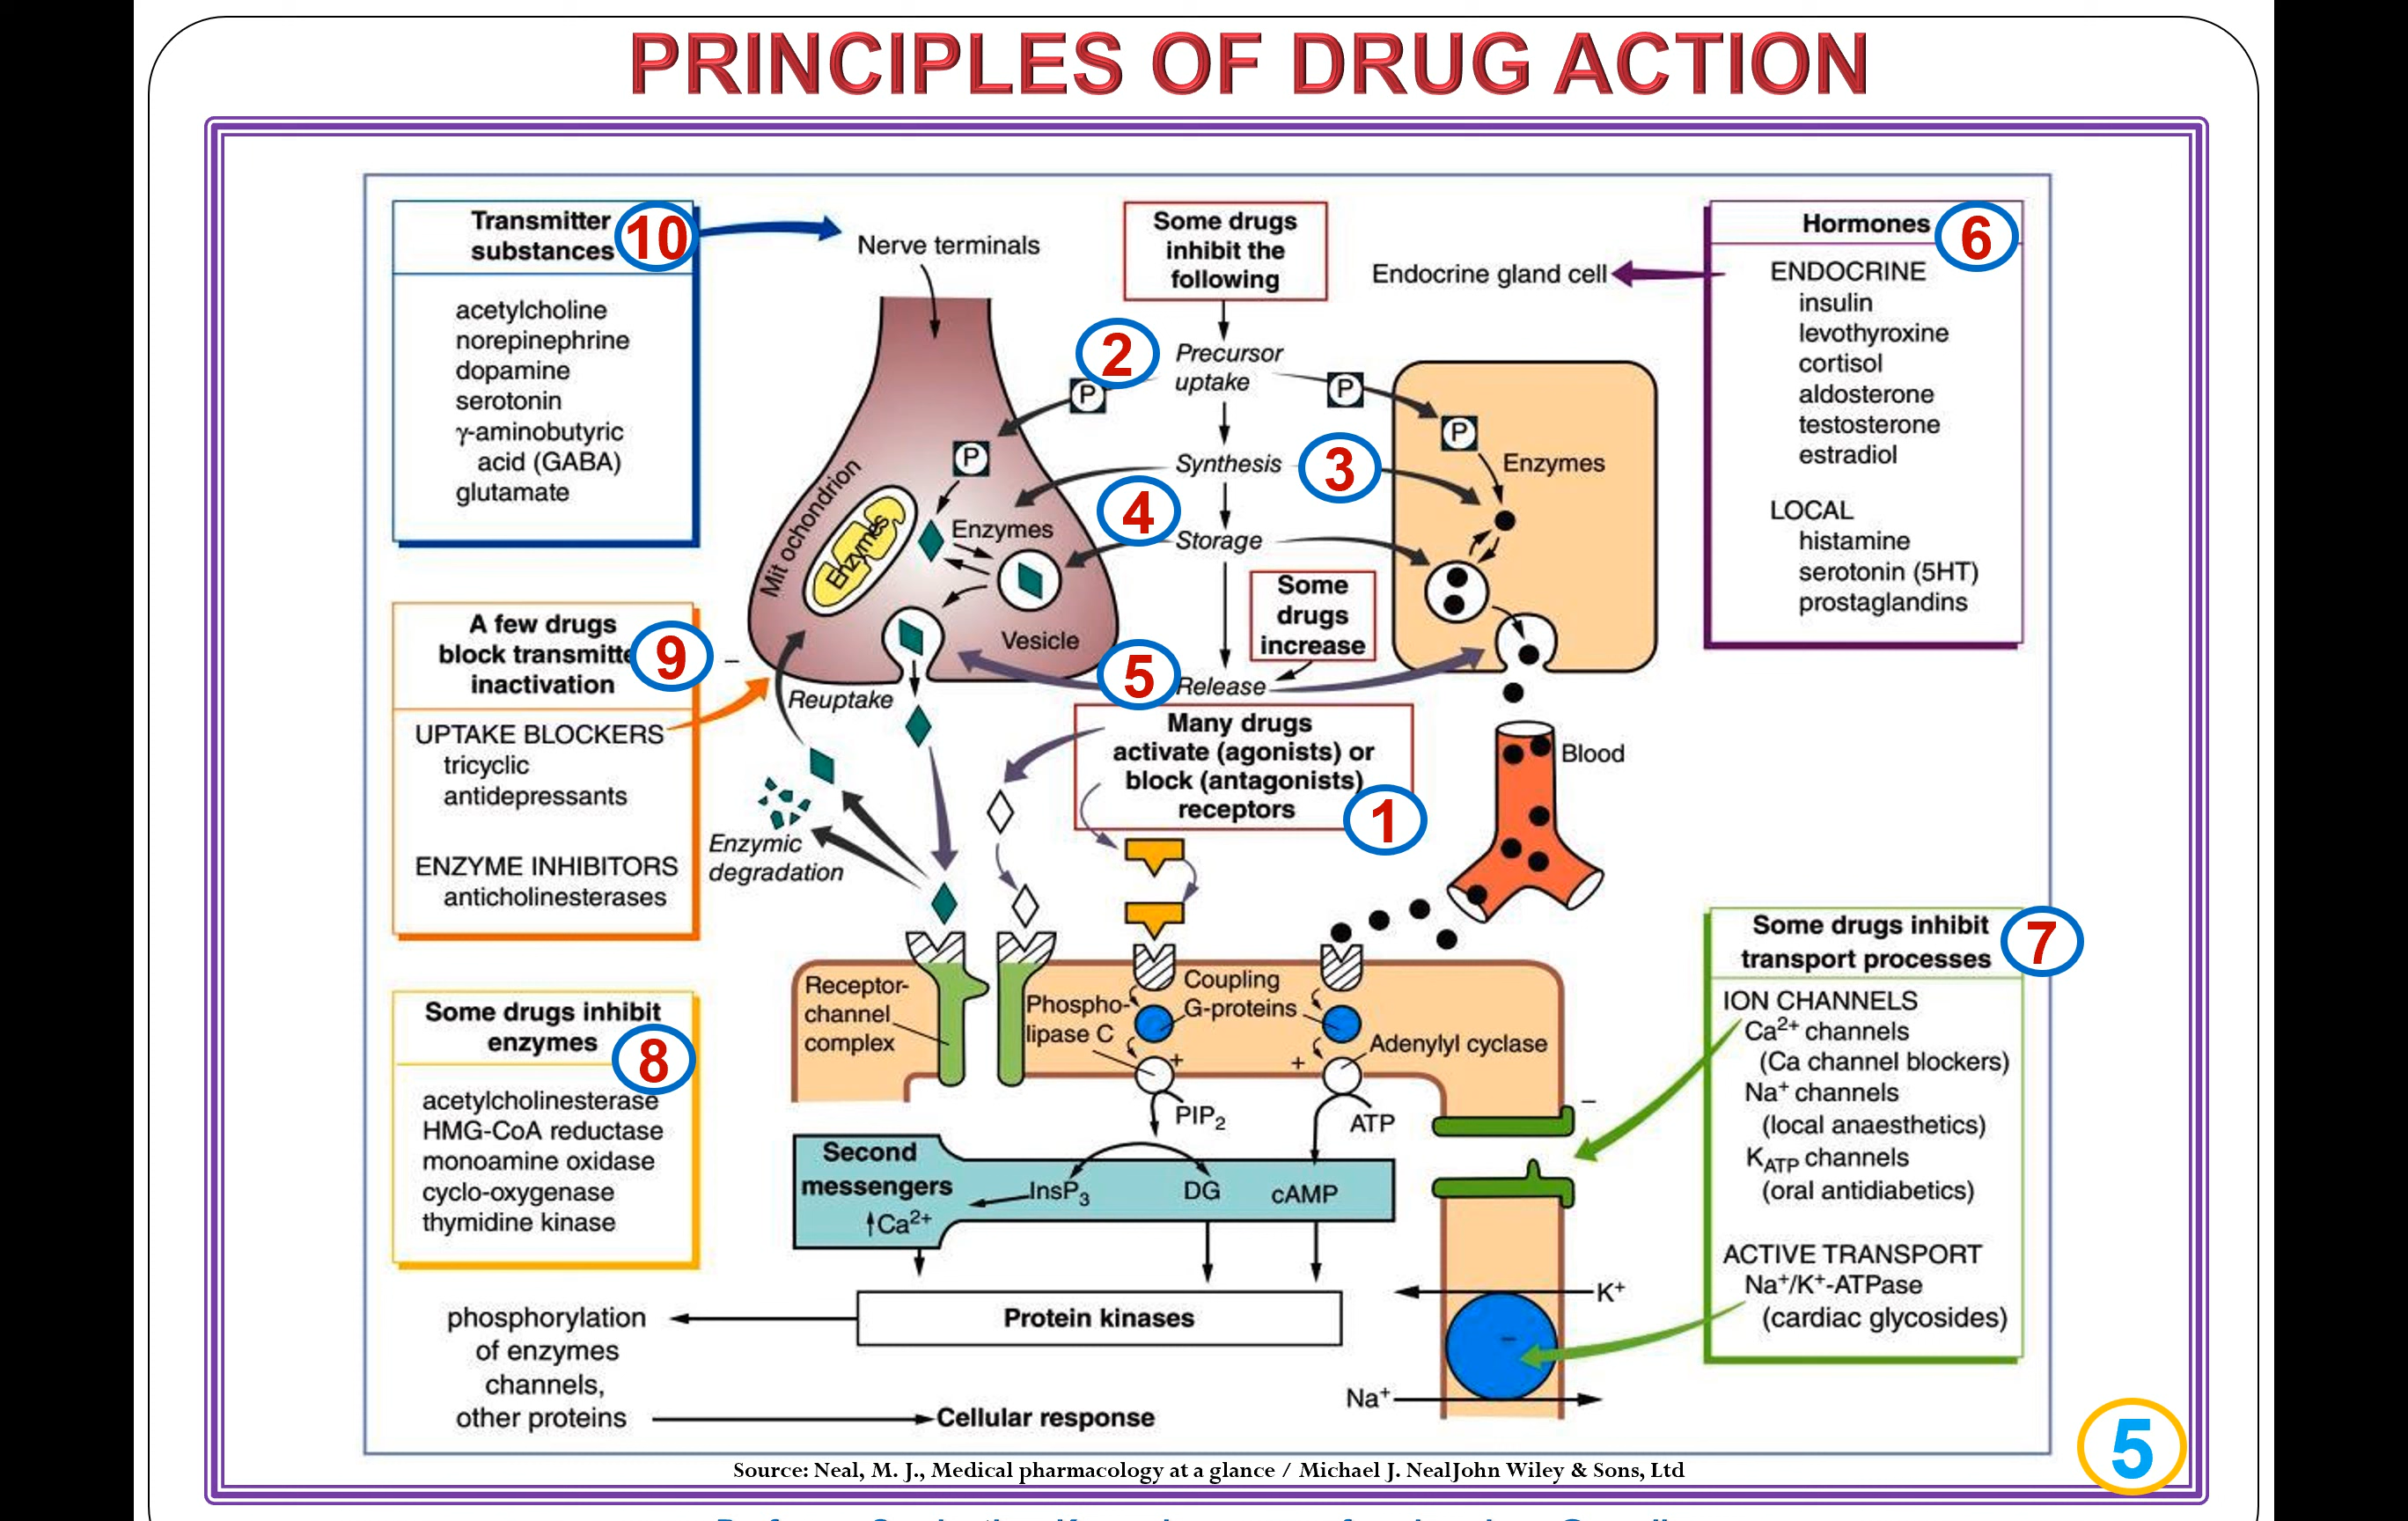 PRINCIPLES OF DRUG ACTION
Transmitter
substances
10
acetylcholine
norepinephrine
dopamine
serotonin
γ-aminobutyric
acid (GABA)
glutamate
Nerve terminals
Some drugs
inhibit the
following
Endocrine gland cell
Hormones
6
ENDOCRINE
insulin
levothyroxine
cortisol
aldosterone
testosterone
estradiol
LOCAL
histamine
serotonin (5HT)
prostaglandins
2
Precursor
uptake
P
P
P
P
Synthesis
3
Enzymes
4
Storage
Mit ochondrion
Enzymes
Enzymes
Vesicle
Some
drugs
increase
5
Release
A few drugs
block transmitte
inactivation
9
–
UPTAKE BLOCKERS
tricyclic
antidepressants
ENZYME INHIBITORS
anticholinesterases
Reuptake
Enzymic
degradation
Many drugs
activate (agonists) or
block (antagonists)
receptors
1
Blood
Some drugs inhibit
enzymes
8
acetylcholinesterase
HMG-CoA reductase
monoamine oxidase
cyclo-oxygenase
thymidine kinase
Receptor-
channel
complex
Phospho-
lipase C
Coupling
G-proteins
Adenylyl cyclase
+
+
PIP2
ATP
Second
messengers
↑Ca2+
InsP3
DG
cAMP
Protein kinases
phosphorylation
of enzymes
channels,
other proteins
Cellular response
Some drugs inhibit
transport processes
7
ION CHANNELS
Ca2+ channels
(Ca channel blockers)
Na+ channels
(local anaesthetics)
KATP channels
(oral antidiabetics)
ACTIVE TRANSPORT
Na+/K+-ATPase
(cardiac glycosides)
–
K+
–
Na+
5
Source: Neal, M. J., Medical pharmacology at a glance / Michael J. NealJohn Wiley & Sons, Ltd